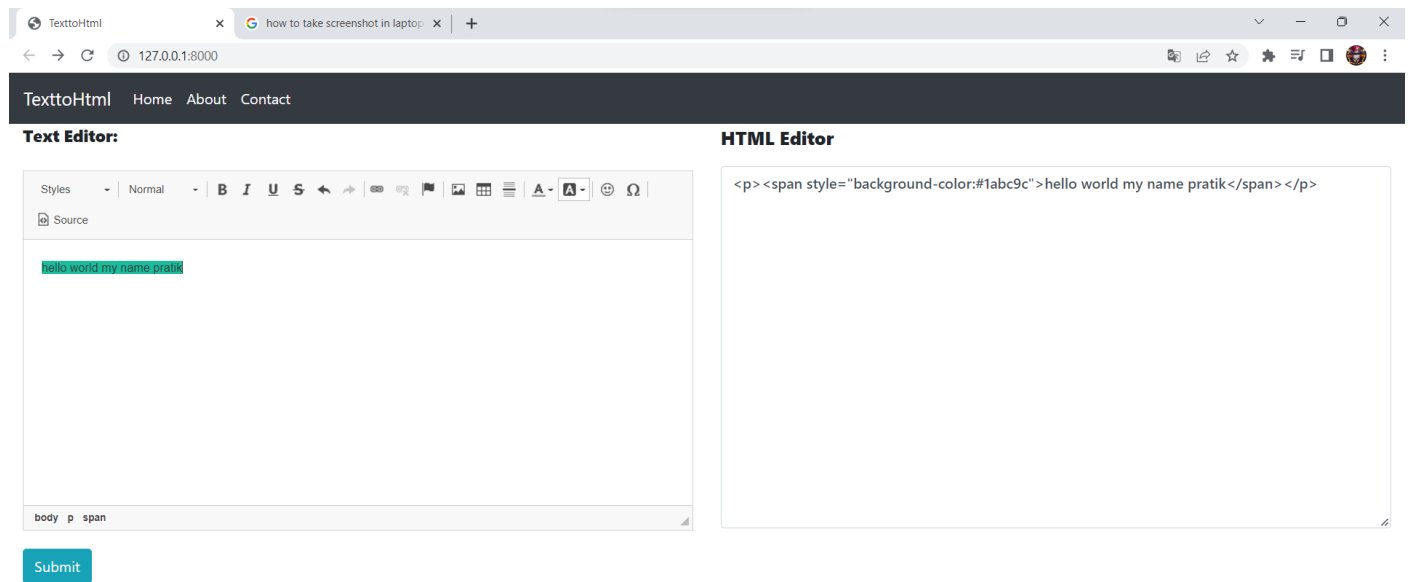 TexttoHtml
how to take screenshot in laptop
127.0.0.1:8000
TexttoHtml Home About Contact
Text Editor:
Styles Normal B I U S A A Ω
Source
hello world my name pratik
body p span
Submit
HTML Editor
<p><span style="background-color:#1abc9c">hello world my name pratik</span></p>